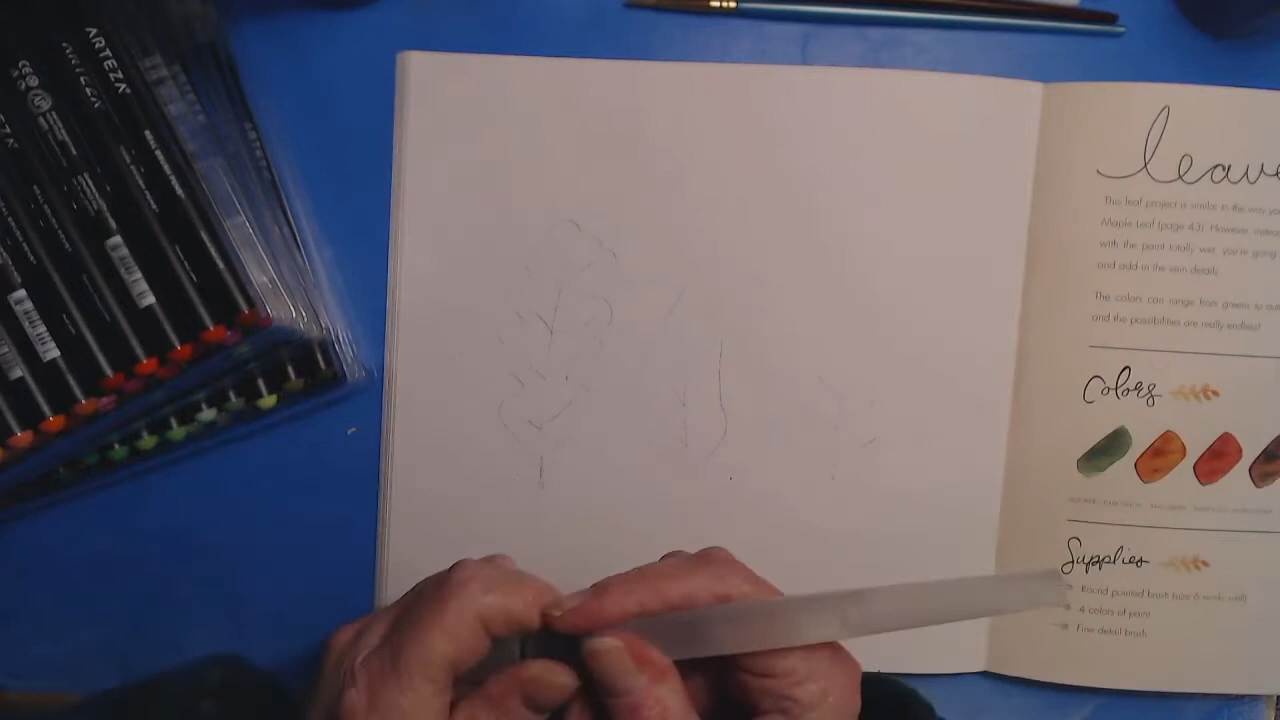 ARTEZA
ARTEZA
leav
This leaf project is similar to the way yo
Maple Leaf (page 43). However, instea
with the paint totally wet, you're going
and add in the vein details.
The colors can range from greens to au
and the possibilities are really endless!
Colors
Supplies
Round pointed brush (size 6 works well)
4 colors of paint
Fine detail brush